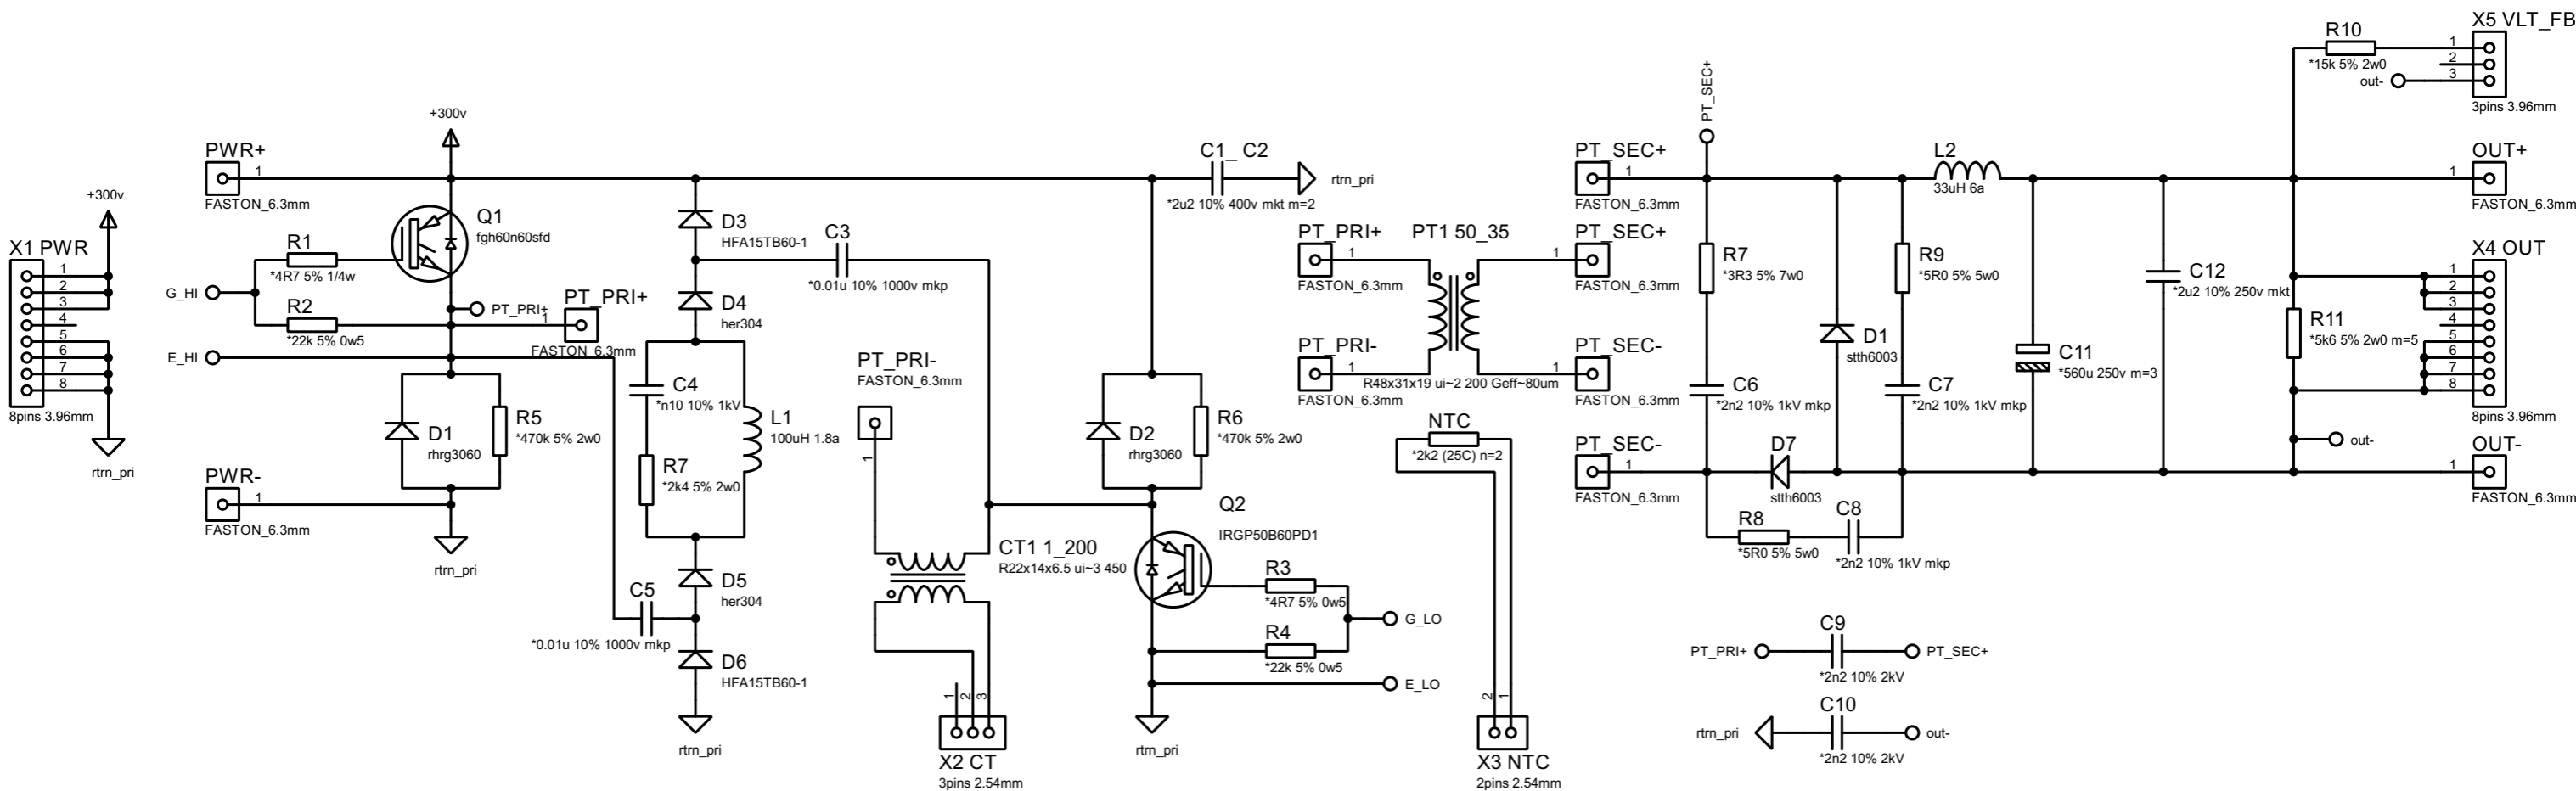 X1 PWR
+300v
1
2
3
4
5
6
7
8
8pins 3.96mm
rtrn_pri
PWR+
1
FASTON_6.3mm
+300v
Q1
fgh60n60sfd
R1
*4R7 5% 1/4w
G_HI
R2
*22k 5% 0w5
PT_PRI+
PT_PRI+
1
FASTON_6.3mm
E_HI
D1
rhrg3060
R5
*470k 5% 2w0
PWR-
1
FASTON_6.3mm
rtrn_pri
D3
HFA15TB60-1
C3
*0.01u 10% 1000v mkp
D4
her304
C4
*n10 10% 1kV
L1
100uH 1.8a
R7
*2k4 5% 2w0
D5
her304
C5
*0.01u 10% 1000v mkp
D6
HFA15TB60-1
rtrn_pri
PT_PRI-
FASTON_6.3mm
1
CT1 1_200
R22x14x6.5 ui~3 450
1
2
3
X2 CT
3pins 2.54mm
C1_ C2
rtrn_pri
*2u2 10% 400v mkt m=2
D2
rhrg3060
R6
*470k 5% 2w0
Q2
IRGP50B60PD1
R3
*4R7 5% 0w5
G_LO
R4
*22k 5% 0w5
E_LO
rtrn_pri
PT_PRI+
1
FASTON_6.3mm
PT1 50_35
PT_SEC+
1
FASTON_6.3mm
PT_PRI-
1
FASTON_6.3mm
R48x31x19 ui~2 200 Geff~80um
PT_SEC-
1
FASTON_6.3mm
NTC
*2k2 (25C) n=2
2
1
X3 NTC
2pins 2.54mm
PT_SEC+
1
FASTON_6.3mm
PT_SEC+
R7
*3R3 5% 7w0
C6
*2n2 10% 1kV mkp
PT_SEC-
1
FASTON_6.3mm
D7
stth6003
D1
stth6003
R9
*5R0 5% 5w0
C7
*2n2 10% 1kV mkp
R8
*5R0 5% 5w0
C8
*2n2 10% 1kV mkp
L2
33uH 6a
C11
*560u 250v m=3
C12
*2u2 10% 250v mkt
R10
*15k 5% 2w0
X5 VLT_FB
1
2
3
out-
3pins 3.96mm
OUT+
1
FASTON_6.3mm
X4 OUT
1
2
3
4
5
6
7
8
8pins 3.96mm
R11
*5k6 5% 2w0 m=5
out-
OUT-
1
FASTON_6.3mm
C9
PT_PRI+
PT_SEC+
*2n2 10% 2kV
C10
rtrn_pri
out-
*2n2 10% 2kV